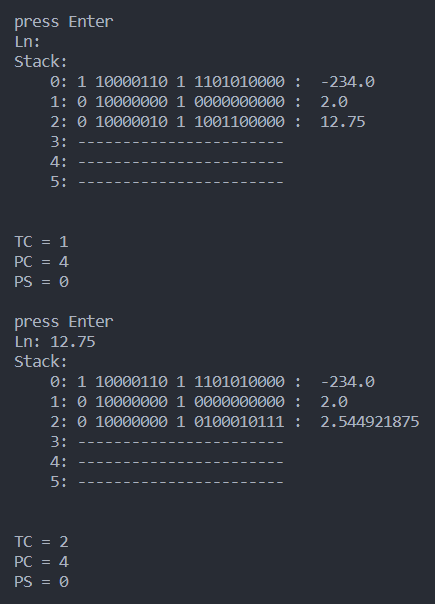 press Enter
Ln:
Stack:
0: 1 10000110 1 1101010000 : -234.0
1: 0 10000000 1 0000000000 : 2.0
2: 0 10000010 1 1001100000 : 12.75
3: -----------------------
4: -----------------------
5: -----------------------
TC = 1
PC = 4
PS = 0
press Enter
Ln: 12.75
Stack:
0: 1 10000110 1 1101010000 : -234.0
1: 0 10000000 1 0000000000 : 2.0
2: 0 10000000 1 0100010111 : 2.544921875
3: -----------------------
4: -----------------------
5: -----------------------
TC = 2
PC = 4
PS = 0